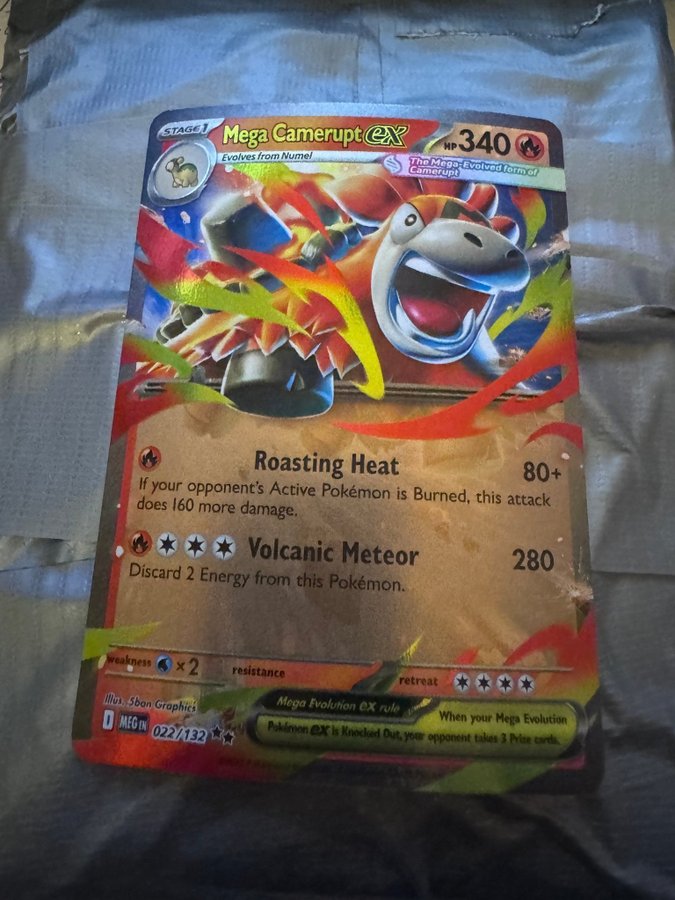 STAGE 1 Mega Camerupt ex HP 340
Evolves from Numel
The Mega-Evolved form of
Camerupt
Roasting Heat 80+
If your opponent's Active Pokémon is Burned, this attack
does 160 more damage.
Volcanic Meteor 280
Discard 2 Energy from this Pokémon.
weakness ×2 resistance retreat
Illus. 5ban Graphics
Mega Evolution ex rule
When your Mega Evolution
Pokémon ex is Knocked Out, your opponent takes 3 Prize cards.
I MEG EN 022/132